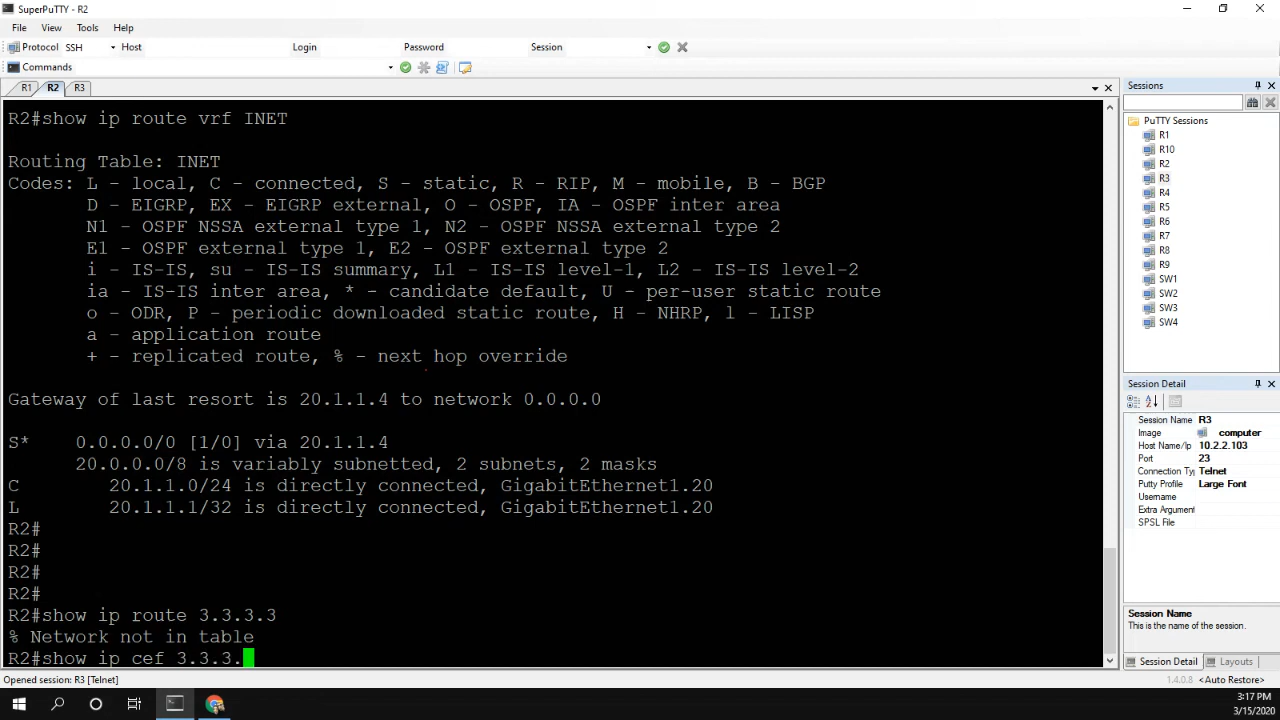 SuperPuTTY - R2
File View Tools Help
Protocol SSH Host Login Password Session
Commands
R1 R2 R3
R2#show ip route vrf INET
Routing Table: INET
Codes: L - local, C - connected, S - static, R - RIP, M - mobile, B - BGP
D - EIGRP, EX - EIGRP external, O - OSPF, IA - OSPF inter area
N1 - OSPF NSSA external type 1, N2 - OSPF NSSA external type 2
E1 - OSPF external type 1, E2 - OSPF external type 2
i - IS-IS, su - IS-IS summary, L1 - IS-IS level-1, L2 - IS-IS level-2
ia - IS-IS inter area, * - candidate default, U - per-user static route
o - ODR, P - periodic downloaded static route, H - NHRP, l - LISP
a - application route
+ - replicated route, % - next hop override
Gateway of last resort is 20.1.1.4 to network 0.0.0.0
S* 0.0.0.0/0 [1/0] via 20.1.1.4
20.0.0.0/8 is variably subnetted, 2 subnets, 2 masks
C 20.1.1.0/24 is directly connected, GigabitEthernet1.20
L 20.1.1.1/32 is directly connected, GigabitEthernet1.20
R2#
R2#
R2#
R2#
R2#show ip route 3.3.3.3
% Network not in table
R2#show ip cef 3.3.3.
Sessions
PuTTY Sessions
R1
R10
R2
R3
R4
R5
R6
R7
R8
R9
SW1
SW2
SW3
SW4
Session Detail
Session Name R3
Image computer
Host Name/Ip 10.2.2.103
Port 23
Connection Ty Telnet
Putty Profile Large Font
Username
Extra Argument
SPSL File
Session Name
This is the name of the session.
Session Detail Layouts
Opened session: R3 [Telnet]
1.4.0.8 <Auto Restore>
3:17 PM
3/15/2020